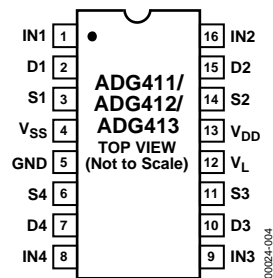 IN1 1 16 IN2
D1 2 15 D2
S1 3 14 S2
VSS 4 13 VDD
GND 5 12 VL
S4 6 11 S3
D4 7 10 D3
IN4 8 9 IN3
ADG411/
ADG412/
ADG413
TOP VIEW
(Not to Scale)
00024-004